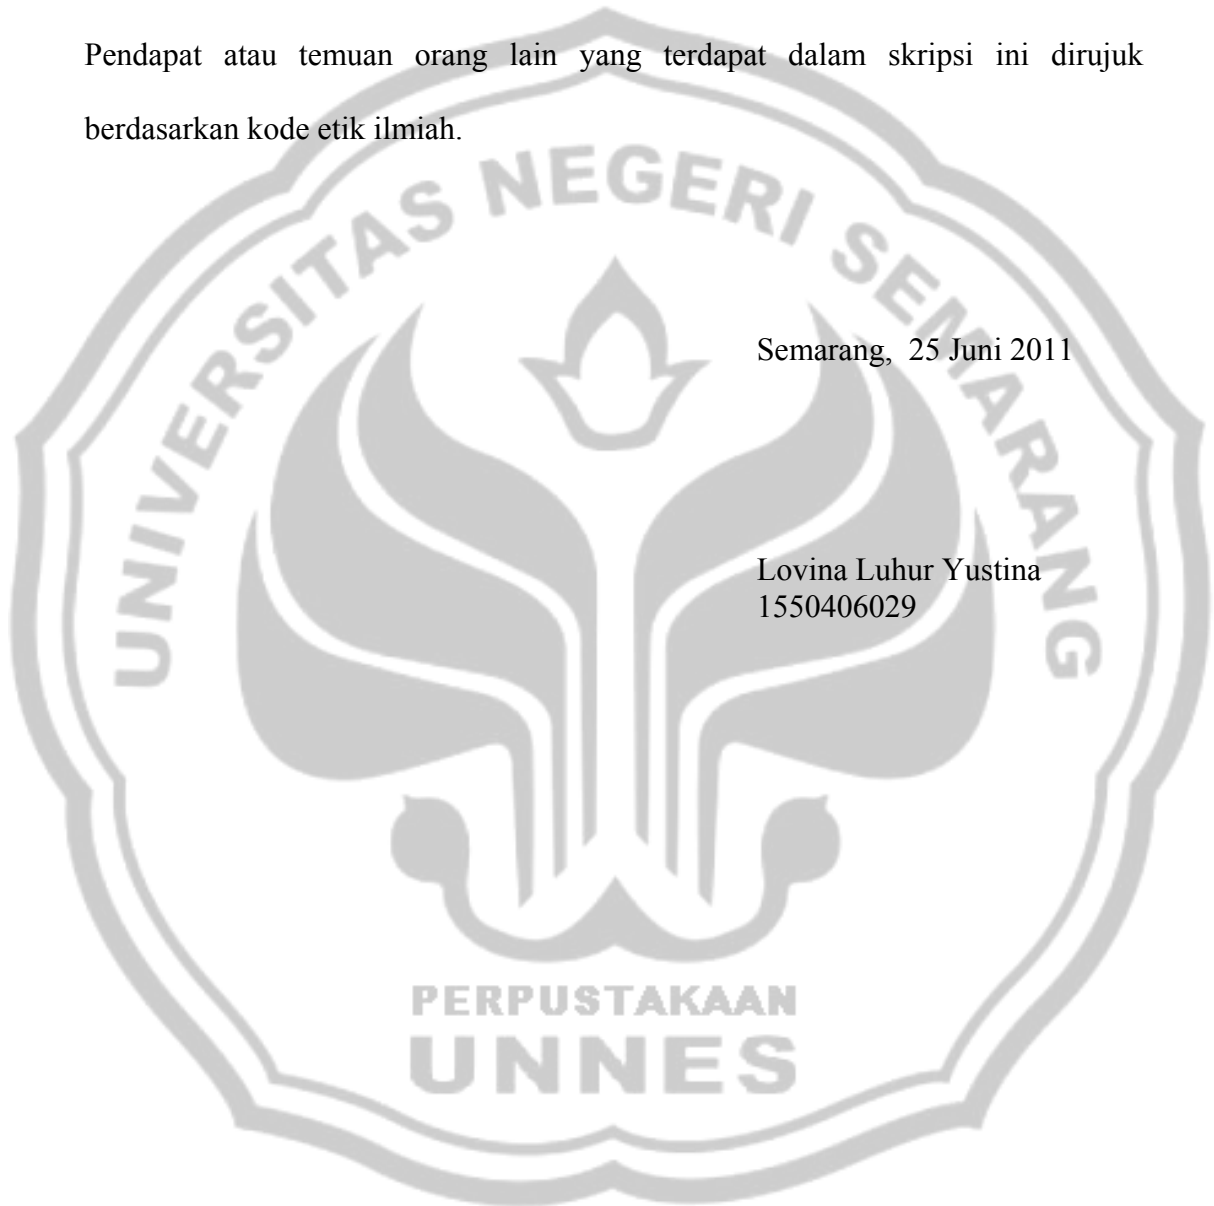 Pendapat atau temuan orang lain yang terdapat dalam skripsi ini dirujuk
berdasarkan kode etik ilmiah.
UNIVERSITAS NEGERI SEMARANG
Semarang, 25 Juni 2011
Lovina Luhur Yustina
1550406029
PERPUSTAKAAN
UNNES